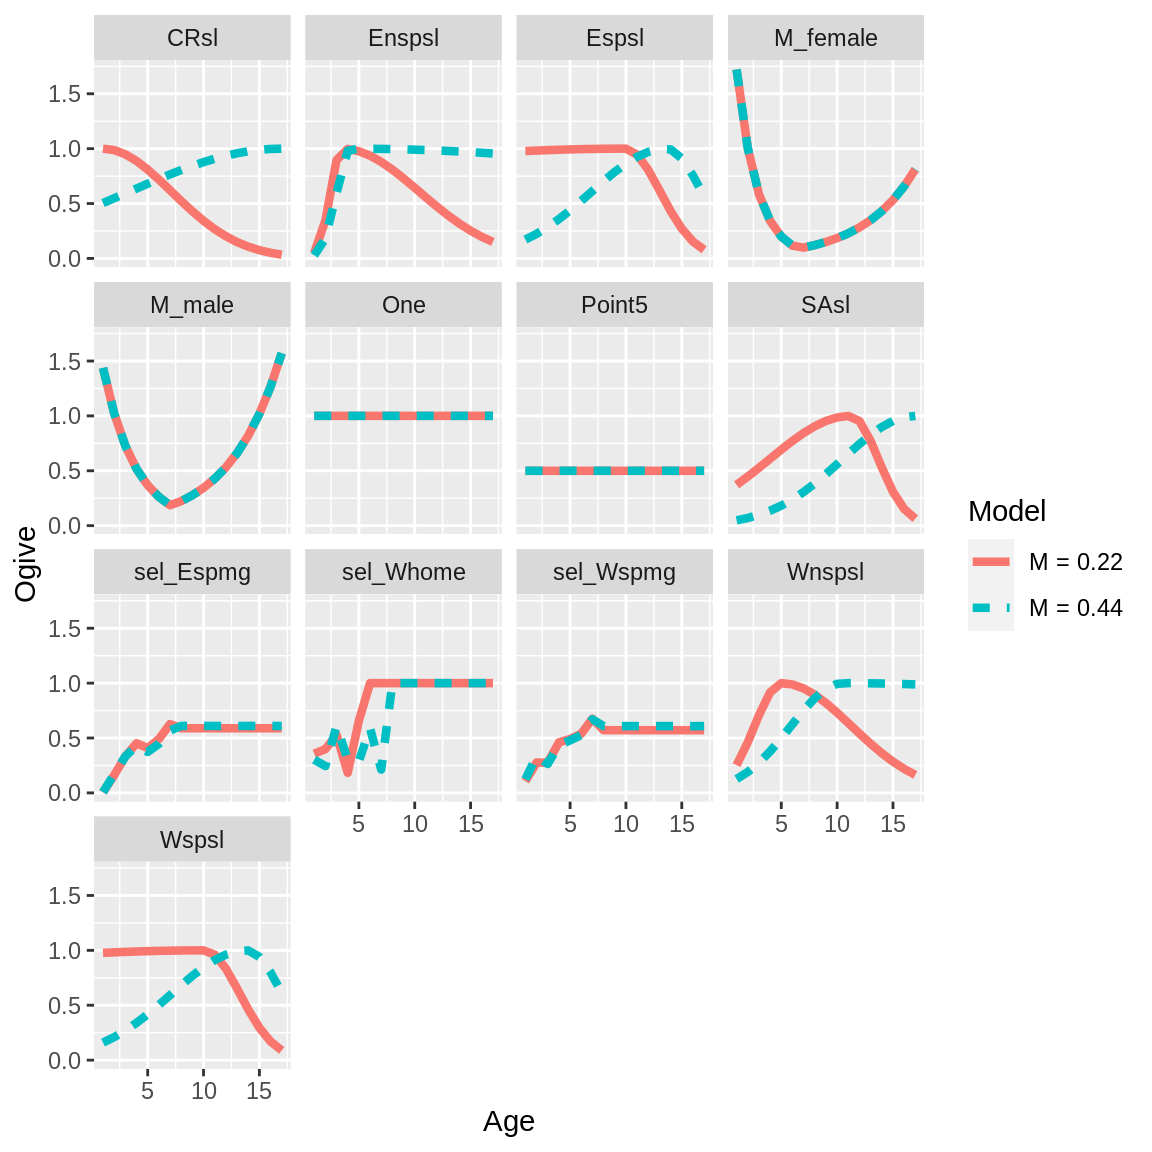 CRsl Enspsl Espsl M_female
1.5
1.0
0.5
0.0
M_male One Point5 SAsl
1.5
1.0
0.5
0.0
Model
M = 0.22
M = 0.44
Ogive
sel_Espmg sel_Whome sel_Wspmg Wnspsl
1.5
1.0
0.5
0.0
5 10 15 5 10 15 5 10 15
Wspsl
1.5
1.0
0.5
0.0
5 10 15
Age